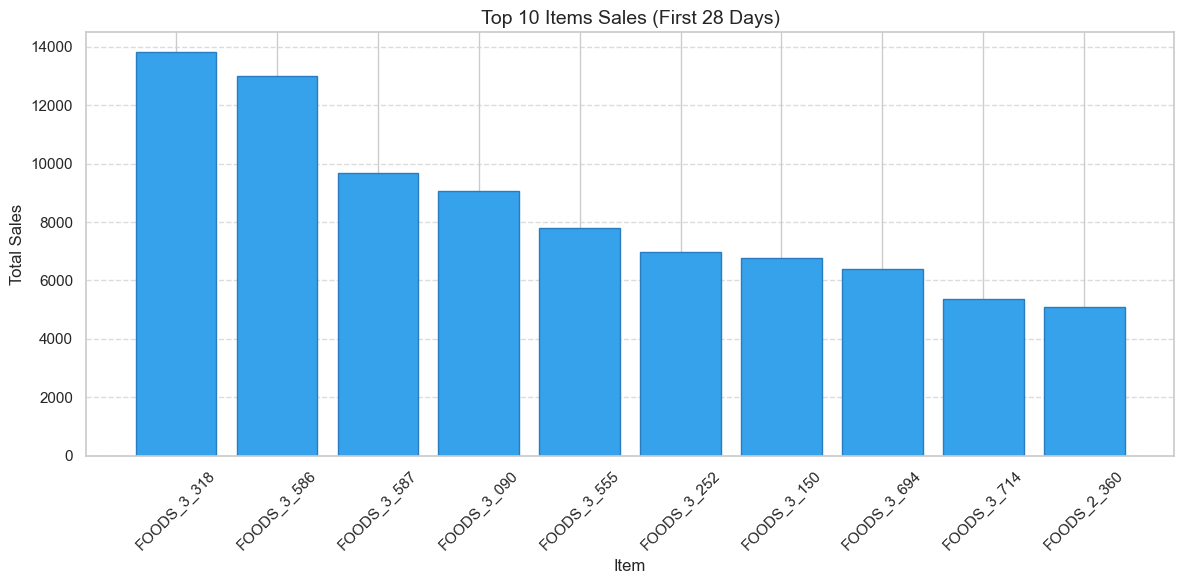 Top 10 Items Sales (First 28 Days)
Total Sales
14000
12000
10000
8000
6000
4000
2000
0
FOODS_3_318
FOODS_3_586
FOODS_3_587
FOODS_3_090
FOODS_3_555
FOODS_3_252
FOODS_3_150
FOODS_3_694
FOODS_3_714
FOODS_2_360
Item